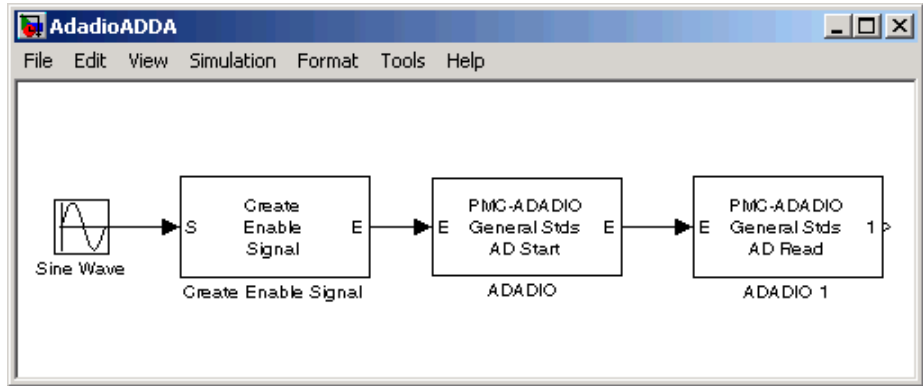 AdadioADDA
File Edit View Simulation Format Tools Help
Sine Wave
S
Create
Enable
Signal
E
Create Enable Signal
E
PMC-ADADIO
General Stds
AD Start
E
ADADIO
E
PMC-ADADIO
General Stds
AD Read
1
ADADIO 1